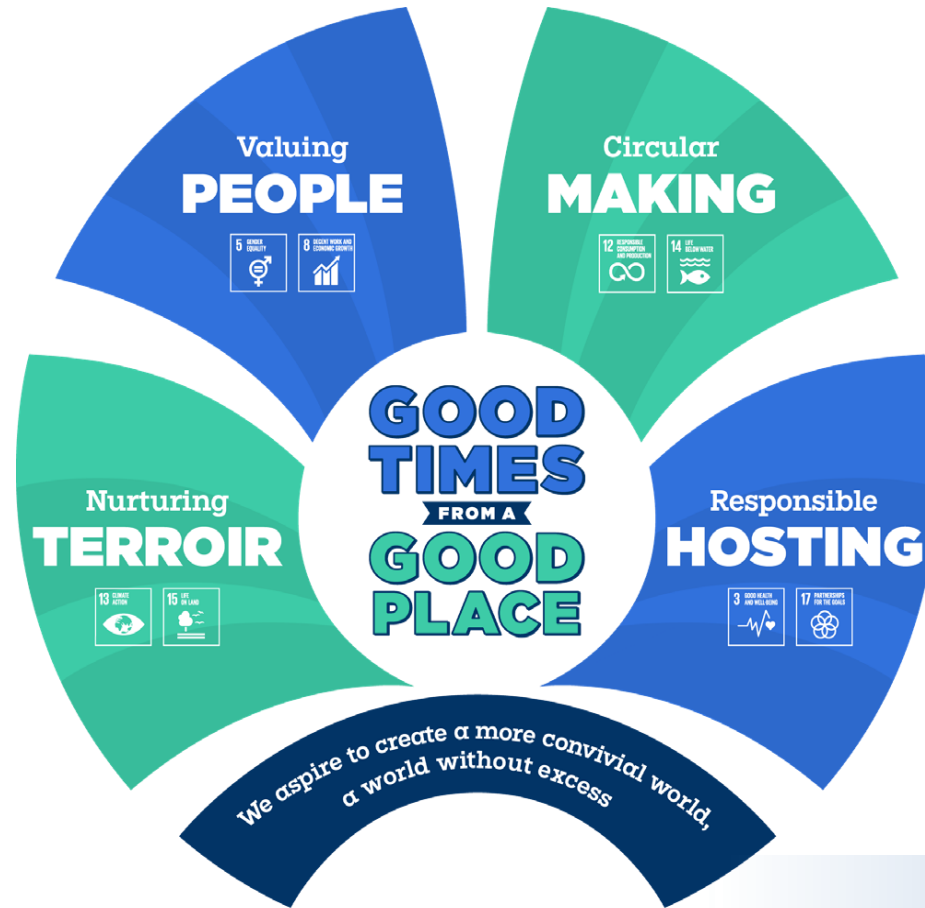 Valuing
PEOPLE
5 GENDER
EQUALITY
8 DECENT WORK AND
ECONOMIC GROWTH
Circular
MAKING
12 RESPONSIBLE
CONSUMPTION
AND PRODUCTION
14 LIFE
BELOW WATER
Nurturing
TERROIR
13 CLIMATE
ACTION
15 LIFE
ON LAND
GOOD
TIMES
FROM A
GOOD
PLACE
Responsible
HOSTING
3 GOOD HEALTH
AND WELL-BEING
17 PARTNERSHIPS
FOR THE GOALS
We aspire to create a more convivial world,
a world without excess